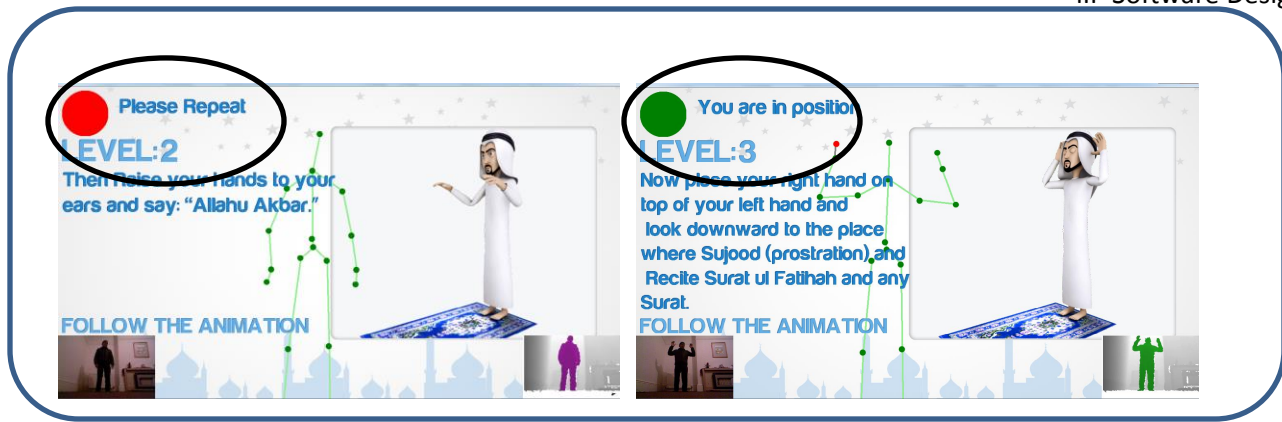 Please Repeat
LEVEL:2
Then Raise your hands to your
ears and say: “Allahu Akbar.”
FOLLOW THE ANIMATION
You are in position
LEVEL:3
Now place your right hand on
top of your left hand and
look downward to the place
where Sujood (prostration) and
Recite Surat ul Fatihah and any
Surat.
FOLLOW THE ANIMATION